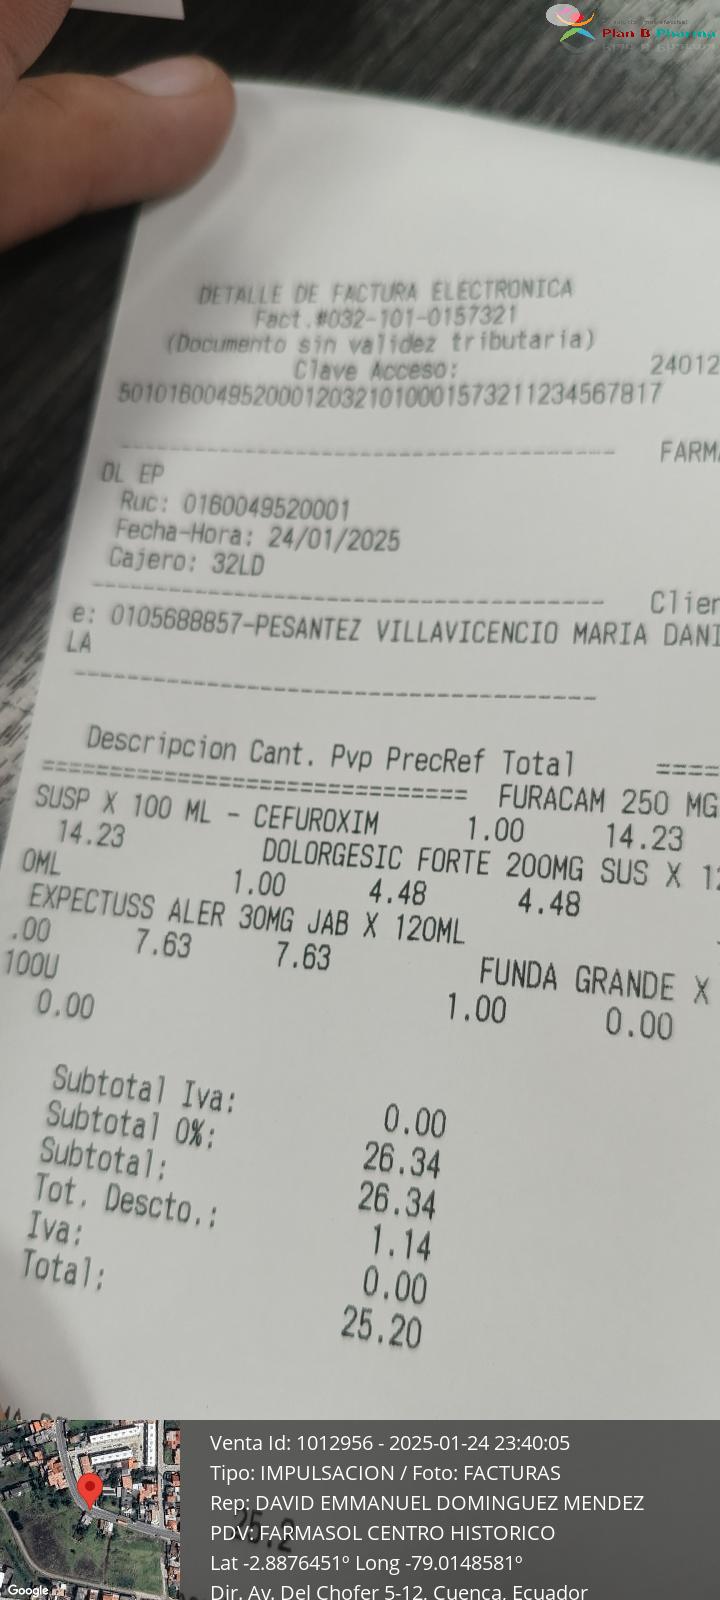 Plan B Pharma
DETALLE DE FACTURA ELECTRONICA
Fact.#032-101-0157321
(Documento sin validez tributaria)
Clave Acceso: 24012
5010160049520001203210100015732112345678​17
------------------------------------- FARMA
OL EP
Ruc: 0160049520001
Fecha-Hora: 24/01/2025
Cajero: 32LD
------------------------------------- Clien
e: 0105688857-PESANTEZ VILLAVICENCIO MARIA DANI
LA
-------------------------------------
Descripcion Cant. Pvp PrecRef Total ====
================================ FURACAM 250 MG
SUSP X 100 ML - CEFUROXIM 1.00 14.23
14.23 DOLORGESIC FORTE 200MG SUS X 12
0ML 1.00 4.48 4.48
EXPECTUSS ALER 30MG JAB X 120ML
.00 7.63 7.63 FUNDA GRANDE X
100U 1.00 0.00
0.00
Subtotal Iva: 0.00
Subtotal 0%: 26.34
Subtotal: 26.34
Tot. Descto.: 1.14
Iva: 0.00
Total: 25.20
25.2
Google
Venta Id: 1012956 - 2025-01-24 23:40:05
Tipo: IMPULSACION / Foto: FACTURAS
Rep: DAVID EMMANUEL DOMINGUEZ MENDEZ
PDV: FARMASOL CENTRO HISTORICO
Lat -2.8876451º Long -79.0148581º
Dir. Av. Del Chofer 5-12, Cuenca, Ecuador